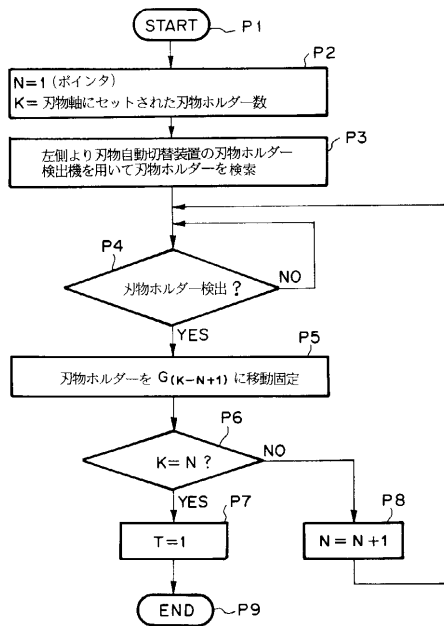 START
P1
P2
N=1 (ポインタ)
K= 刃物軸にセットされた刃物ホルダー数
P3
左側より刃物自動切替装置の刃物ホルダー
検出機を用いて刃物ホルダーを検索
P4
刃物ホルダー検出?
NO
YES
P5
刃物ホルダーを G(K-N+1) に移動固定
P6
K=N ?
NO
YES
P7
T=1
P8
N=N+1
END
P9